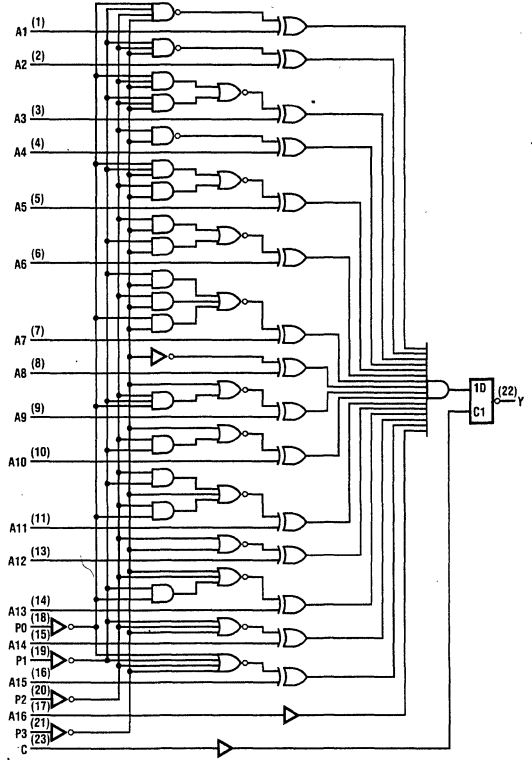 A1 (1)
A2 (2)
A3 (3)
A4 (4)
A5 (5)
A6 (6)
A7 (7)
A8 (8)
A9 (9)
A10 (10)
A11 (11)
A12 (13)
A13 (14)
P0 (18)
A14 (15)
P1 (19)
A15 (16)
P2 (20)
A16 (17)
P3 (21)
C (23)
1D
C1
(22)
Y